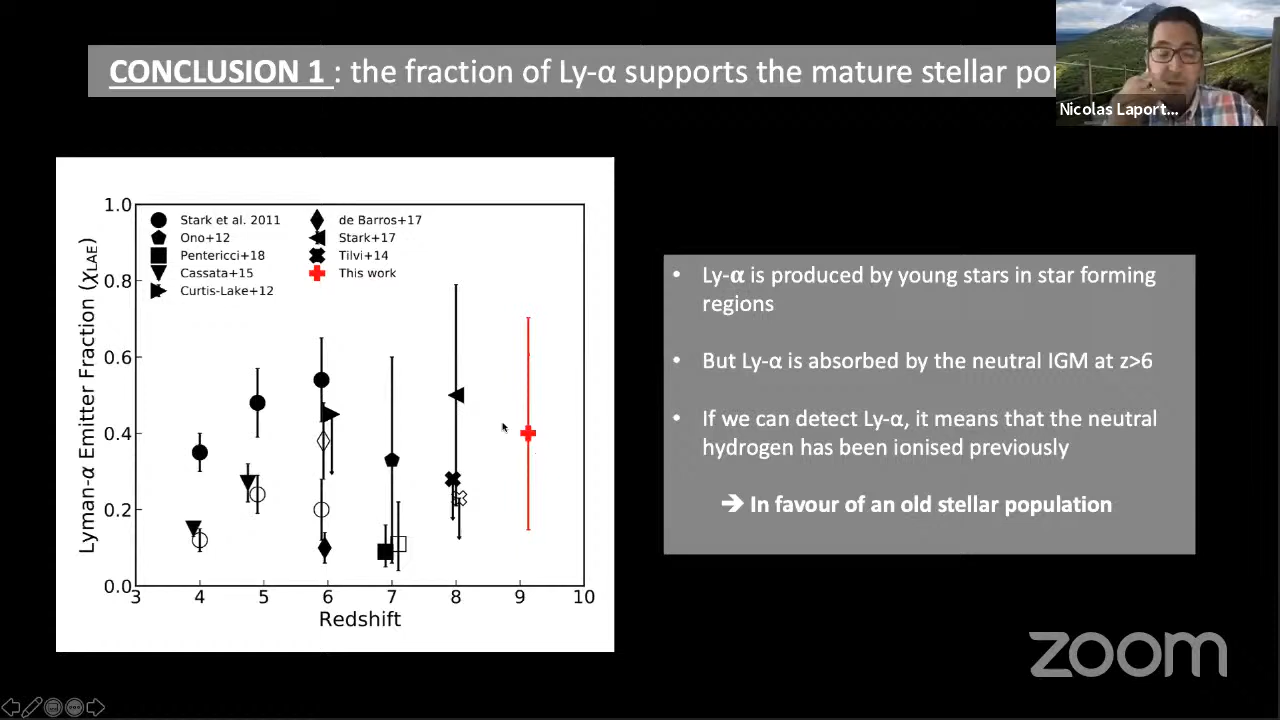 CONCLUSION 1 : the fraction of Ly-α supports the mature stellar
Nicolas Laport...
1.0
0.8
0.6
0.4
0.2
0.0
Lyman-α Emitter Fraction (χLAE)
Stark et al. 2011
Ono+12
Pentericci+18
Cassata+15
Curtis-Lake+12
de Barros+17
Stark+17
Tilvi+14
This work
3 4 5 6 7 8 9 10
Redshift
• Ly-α is produced by young stars in star forming
regions
• But Ly-α is absorbed by the neutral IGM at z>6
• If we can detect Ly-α, it means that the neutral
hydrogen has been ionised previously
➔ In favour of an old stellar population
zoom